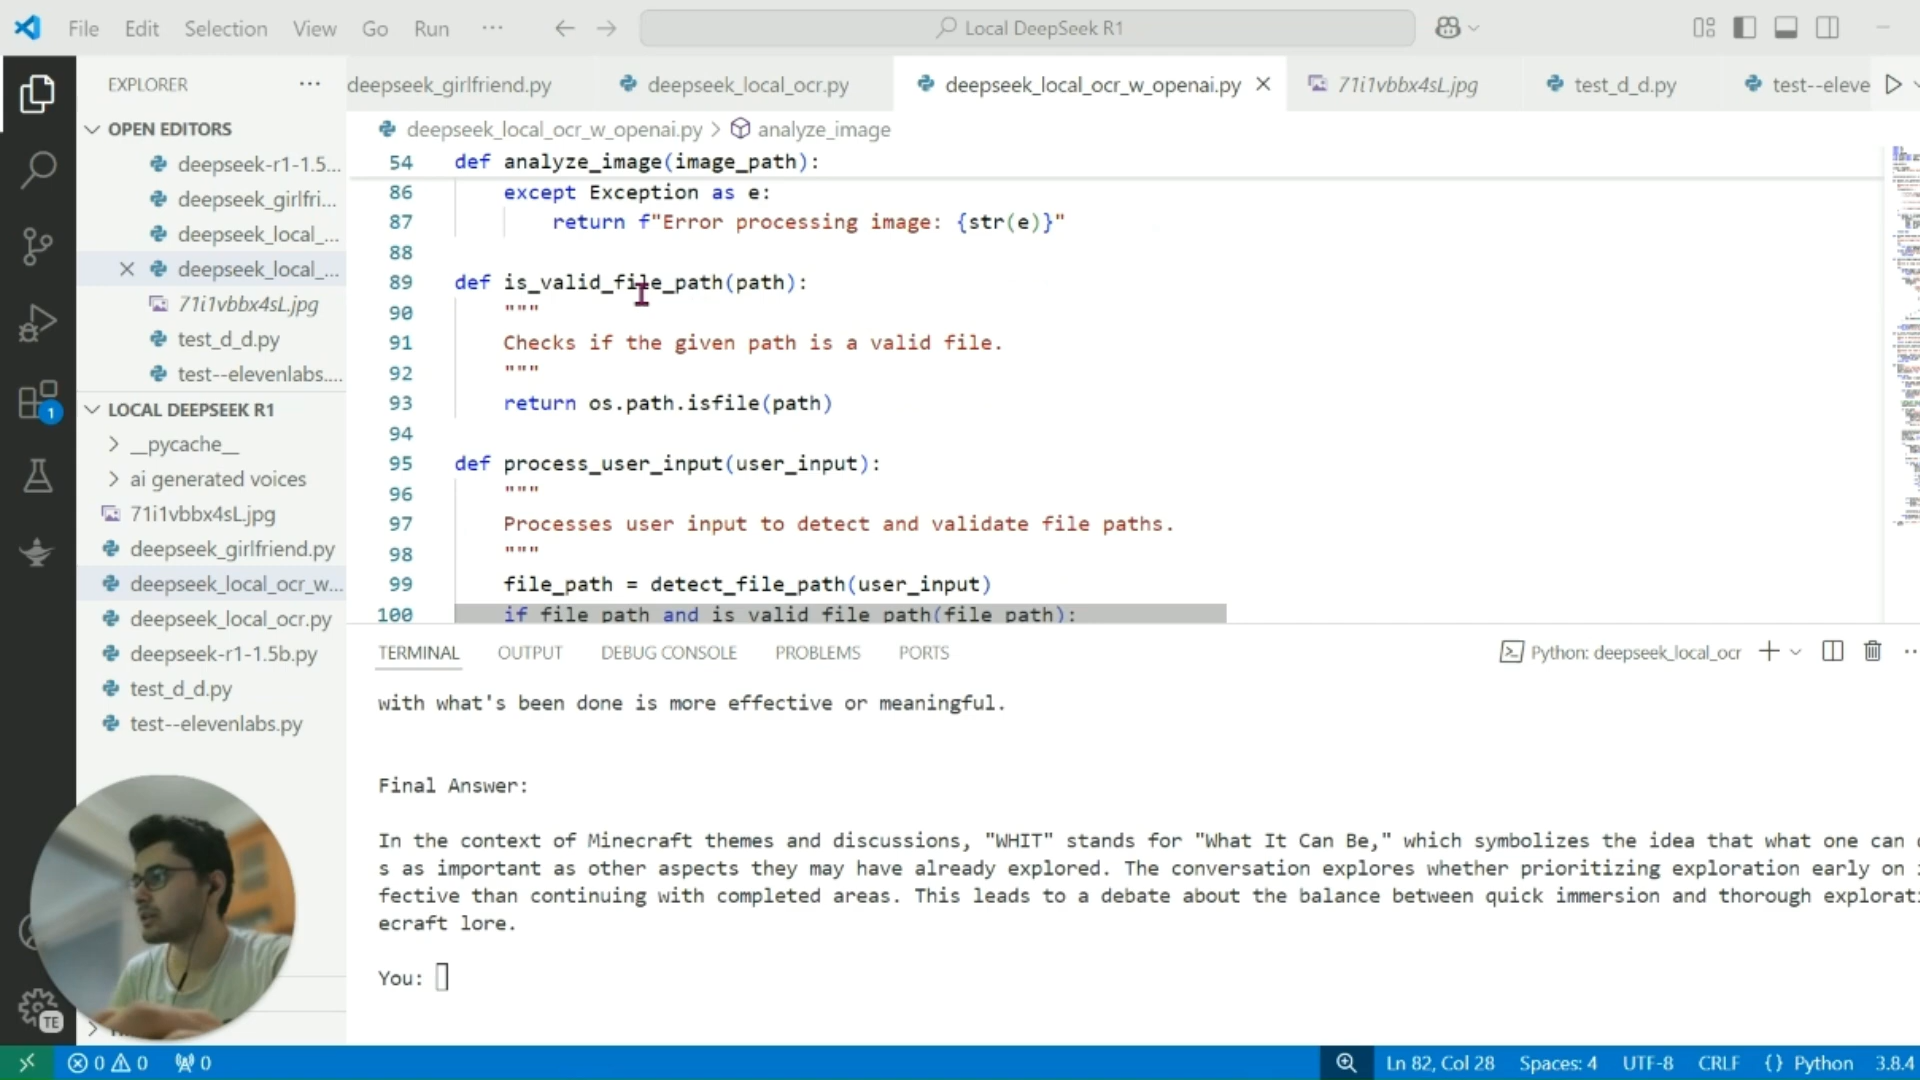 File Edit Selection View Go Run ··· Local DeepSeek R1
EXPLORER ···
OPEN EDITORS
deepseek-r1-1.5...
deepseek_girlfri...
deepseek_local_...
deepseek_local_...
71i1vbbx4sL.jpg
test_d_d.py
test--elevenlabs....
LOCAL DEEPSEEK R1
__pycache__
ai generated voices
71i1vbbx4sL.jpg
deepseek_girlfriend.py
deepseek_local_ocr_w...
deepseek_local_ocr.py
deepseek-r1-1.5b.py
test_d_d.py
test--elevenlabs.py
1
TE
deepseek_girlfriend.py deepseek_local_ocr.py deepseek_local_ocr_w_openai.py 71i1vbbx4sL.jpg test_d_d.py test--eleve
deepseek_local_ocr_w_openai.py > analyze_image
54 def analyze_image(image_path):
86 except Exception as e:
87 return f"Error processing image: {str(e)}"
88
89 def is_valid_file_path(path):
90 """
91 Checks if the given path is a valid file.
92 """
93 return os.path.isfile(path)
94
95 def process_user_input(user_input):
96 """
97 Processes user input to detect and validate file paths.
98 """
99 file_path = detect_file_path(user_input)
100 if file_path and is_valid_file_path(file_path):
TERMINAL OUTPUT DEBUG CONSOLE PROBLEMS PORTS Python: deepseek_local_ocr
with what's been done is more effective or meaningful.
Final Answer:
In the context of Minecraft themes and discussions, "WHIT" stands for "What It Can Be," which symbolizes the idea that what one can
s as important as other aspects they may have already explored. The conversation explores whether prioritizing exploration early on
fective than continuing with completed areas. This leads to a debate about the balance between quick immersion and thorough explorati
ecraft lore.
You:
0 0 0 Ln 82, Col 28 Spaces: 4 UTF-8 CRLF {} Python 3.8.4